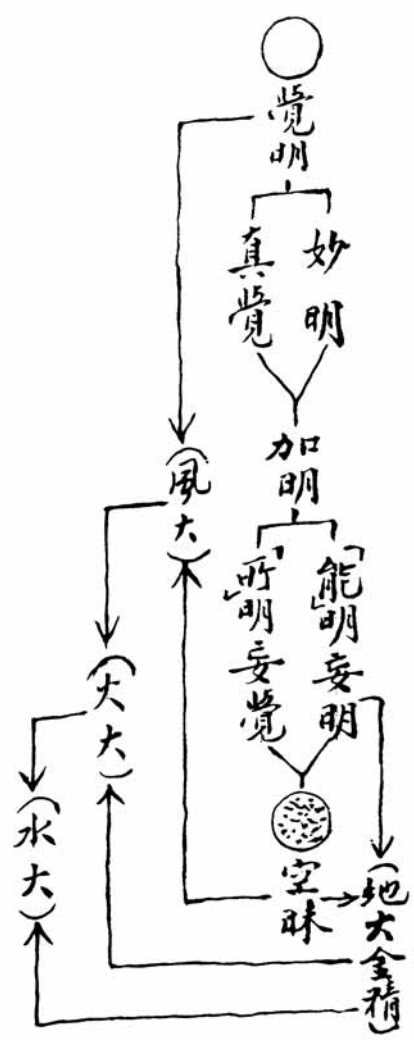 覺明
妙明
真覺
加明
「能」明妄明
「所」明妄覺
空昧
(風大)
(火大)
(水大)
(地大金精)